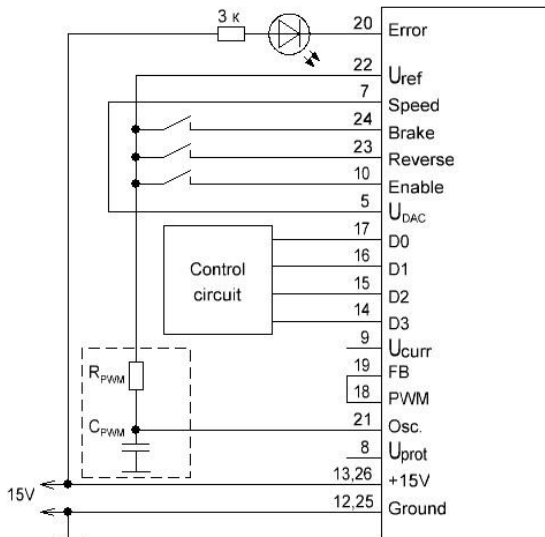 3 к 20 Error
22 Uref
7 Speed
24 Brake
23 Reverse
10 Enable
5 UDAC
17 D0
Control circuit
16 D1
15 D2
14 D3
9 Ucurr
19 FB
RPWM
18 PWM
CPWM
21 Osc.
8 Uprot
13,26 +15V
15V
12,25 Ground